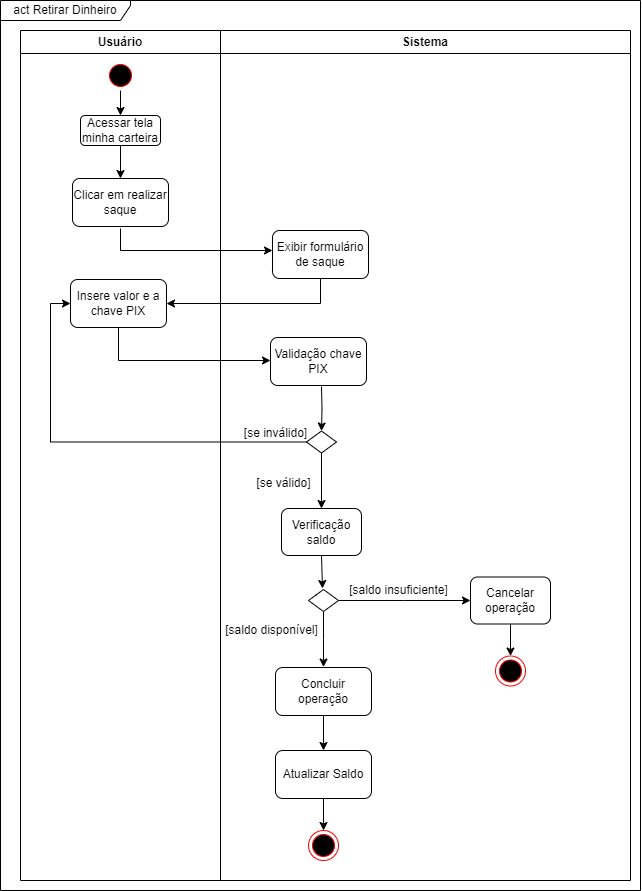 act Retirar Dinheiro
Usuário
Sistema
Acessar tela
minha carteira
Clicar em realizar
saque
Exibir formulário
de saque
Insere valor e a
chave PIX
Validação chave
PIX
[se inválido]
[se válido]
Verificação
saldo
[saldo insuficiente]
Cancelar
operação
[saldo disponível]
Concluir
operação
Atualizar Saldo